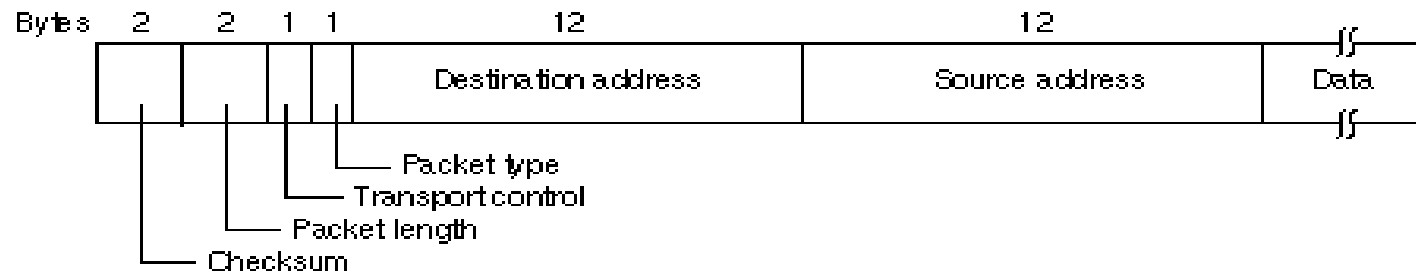 Bytes 2 2 1 1 12 12
Destination address Source address Data
Packet type
Transport control
Packet length
Checksum